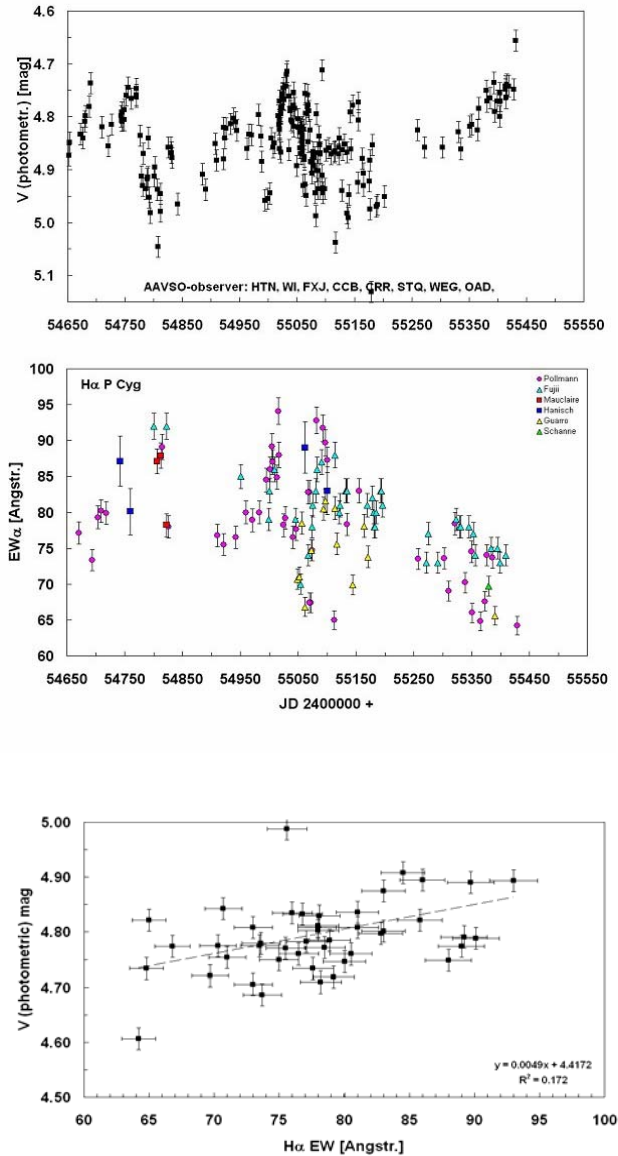 4.6
4.7
4.8
4.9
5.0
5.1
V (photometr.) [mag]
AAVSO-observer: HTN, WI, FXJ, CCB, CRR, STQ, WEG, OAD,
54650 54750 54850 54950 55050 55150 55250 55350 55450 55550
100
95
90
85
80
75
70
65
60
EWα [Angstr.]
Hα P Cyg
Pollmann
Fujii
Mauclaire
Hanisch
Guarro
Schanne
54650 54750 54850 54950 55050 55150 55250 55350 55450 55550
JD 2400000 +
5.00
4.90
4.80
4.70
4.60
4.50
V (photometric) mag
y = 0.0049x + 4.4172
R² = 0.172
60 65 70 75 80 85 90 95 100
Hα EW [Angstr.]